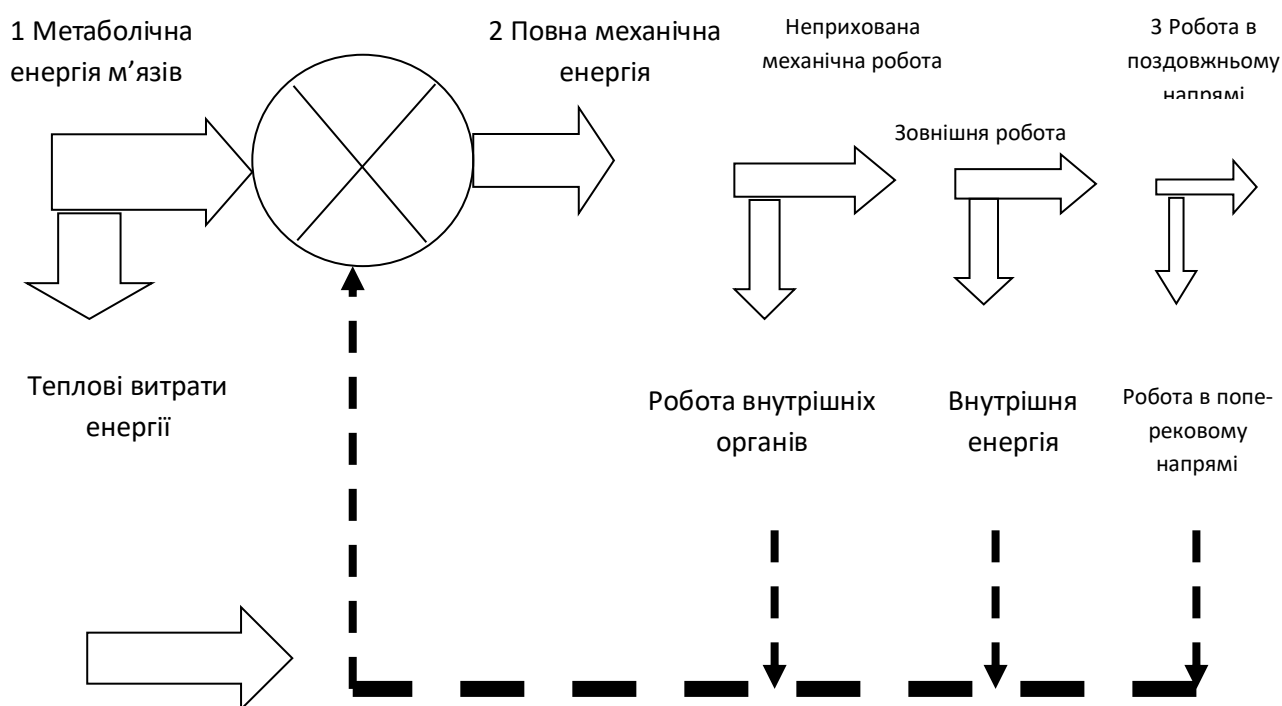 1 Метаболічна
енергія м’язів
2 Повна механічна
енергія
Неприхована
механічна робота
3 Робота в
поздовжньому
напрямі
Зовнішня робота
Теплові витрати
енергії
Робота внутрішніх
органів
Внутрішня
енергія
Робота в попе-
рековому
напрямі